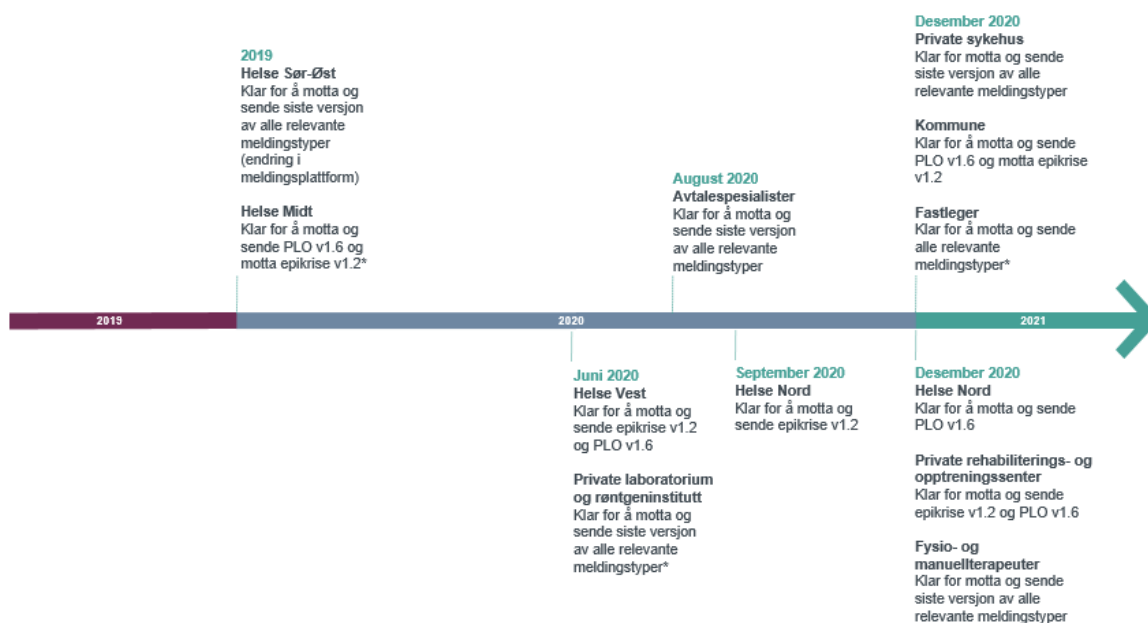 2019
Helse Sør-Øst
Klar for å motta og
sende siste versjon
av alle relevante
meldingstyper
(endring i
meldingsplattform)
Helse Midt
Klar for å motta og
sende PLO v1.6 og
motta epikrise v1.2*
August 2020
Avtalespesialister
Klar for å motta og
sende siste versjon
av alle relevante
meldingstyper
Desember 2020
Private sykehus
Klar for motta og sende
siste versjon av alle
relevante meldingstyper
Kommune
Klar for å motta og sende
PLO v1.6 og motta epikrise
v1.2
Fastleger
Klar for å motta og sende
alle relevante
meldingstyper*
2019
2020
2021
Juni 2020
Helse Vest
Klar for å motta og
sende epikrise v1.2
og PLO v1.6
Private laboratorium
og røntgeninstitutt
Klar for å motta og
sende siste versjon
av alle relevante
meldingstyper*
September 2020
Helse Nord
Klar for å motta og
sende epikrise v1.2
Desember 2020
Helse Nord
Klar for å motta og sende
PLO v1.6
Private rehabiliterings- og
opptreningssenter
Klar for motta og sende
epikrise v1.2 og PLO v1.6
Fysio- og
manuellterapeuter
Klar for motta og sende
siste versjon av alle
relevante meldingstyper